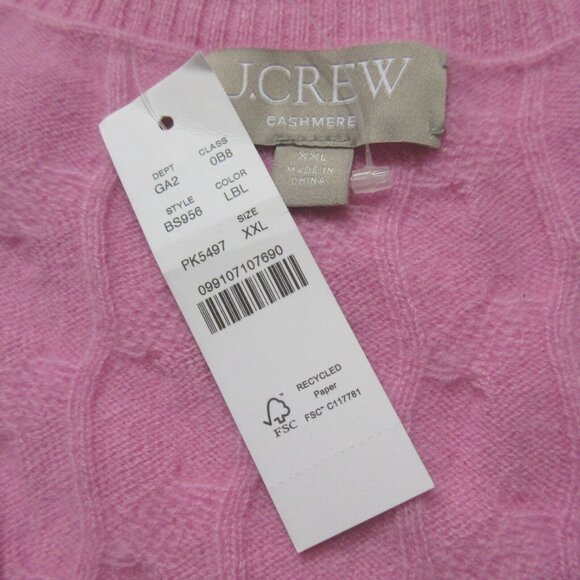 J.CREW
CASHMERE
XXL
MADE IN
CHINA
DEPT CLASS
GA2 0B8
STYLE COLOR
BS956 LBL
SIZE
PK5497 XXL
099107107690
RECYCLED
Paper
FSC™ C117781
FSC